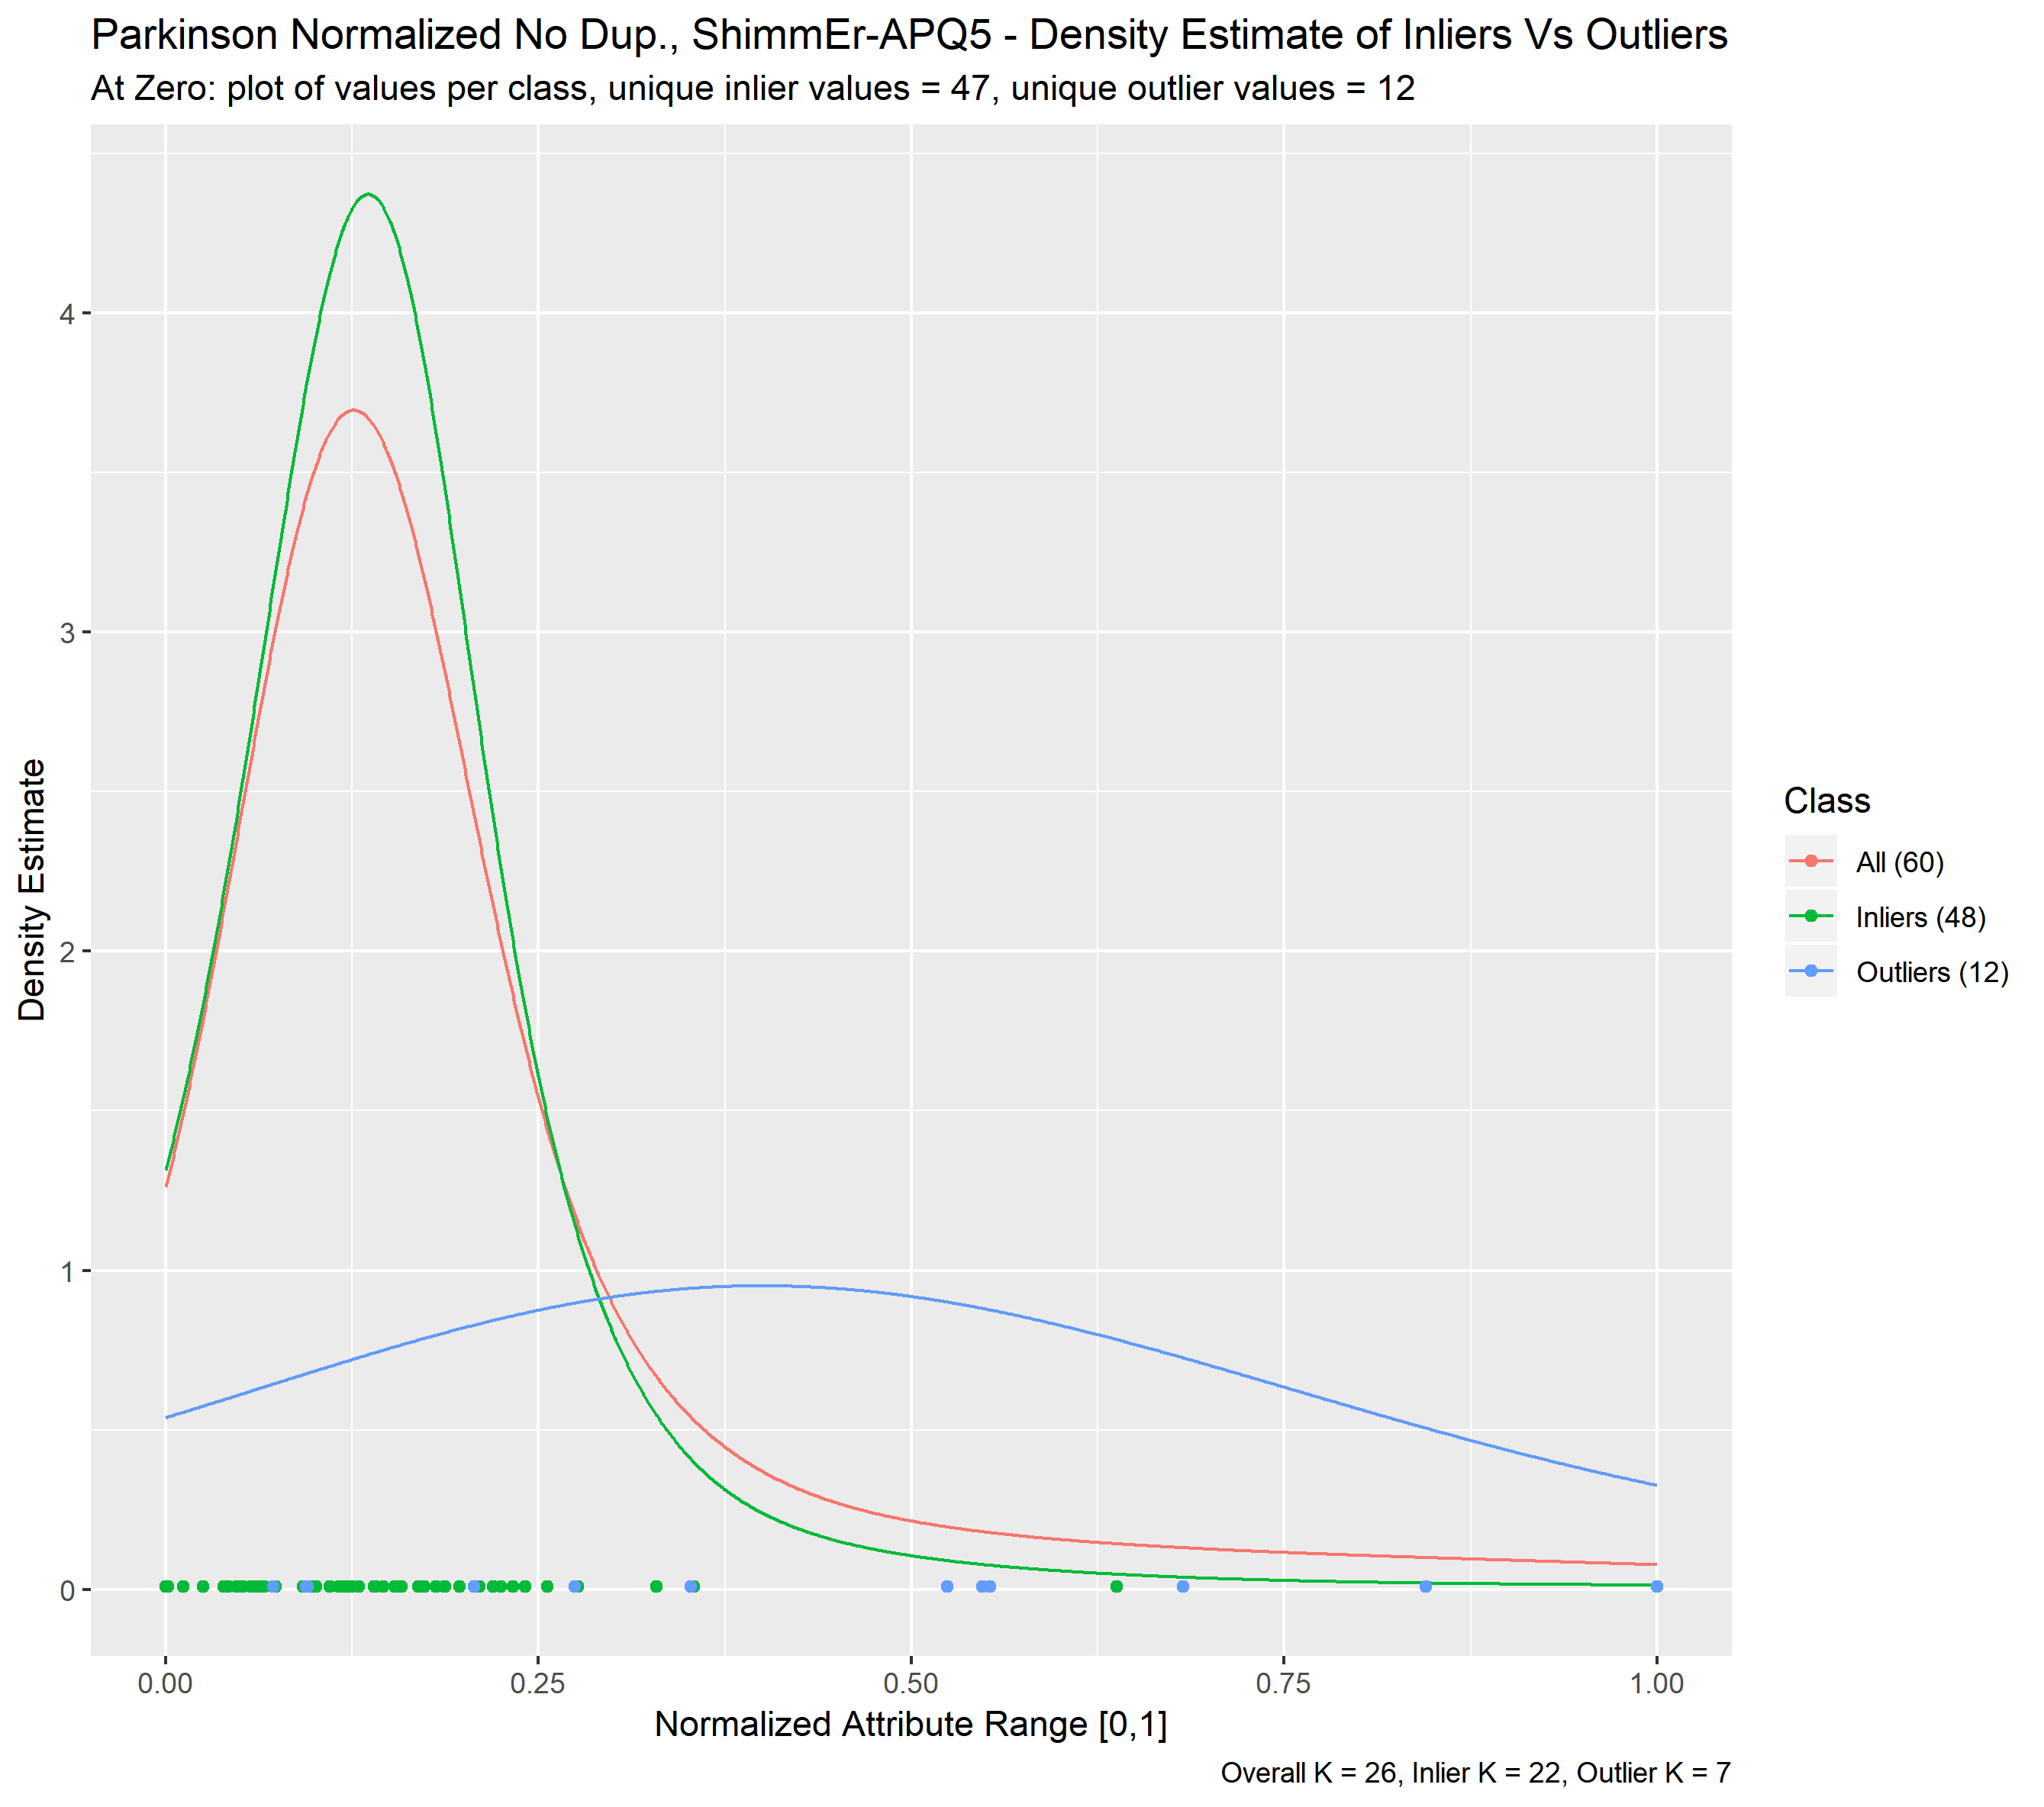 Parkinson Normalized No Dup., ShimmEr-APQ5 - Density Estimate of Inliers Vs Outliers
At Zero: plot of values per class, unique inlier values = 47, unique outlier values = 12
Density Estimate
4
3
2
1
0
0.00 0.25 0.50 0.75 1.00
Normalized Attribute Range [0,1]
Class
All (60)
Inliers (48)
Outliers (12)
Overall K = 26, Inlier K = 22, Outlier K = 7